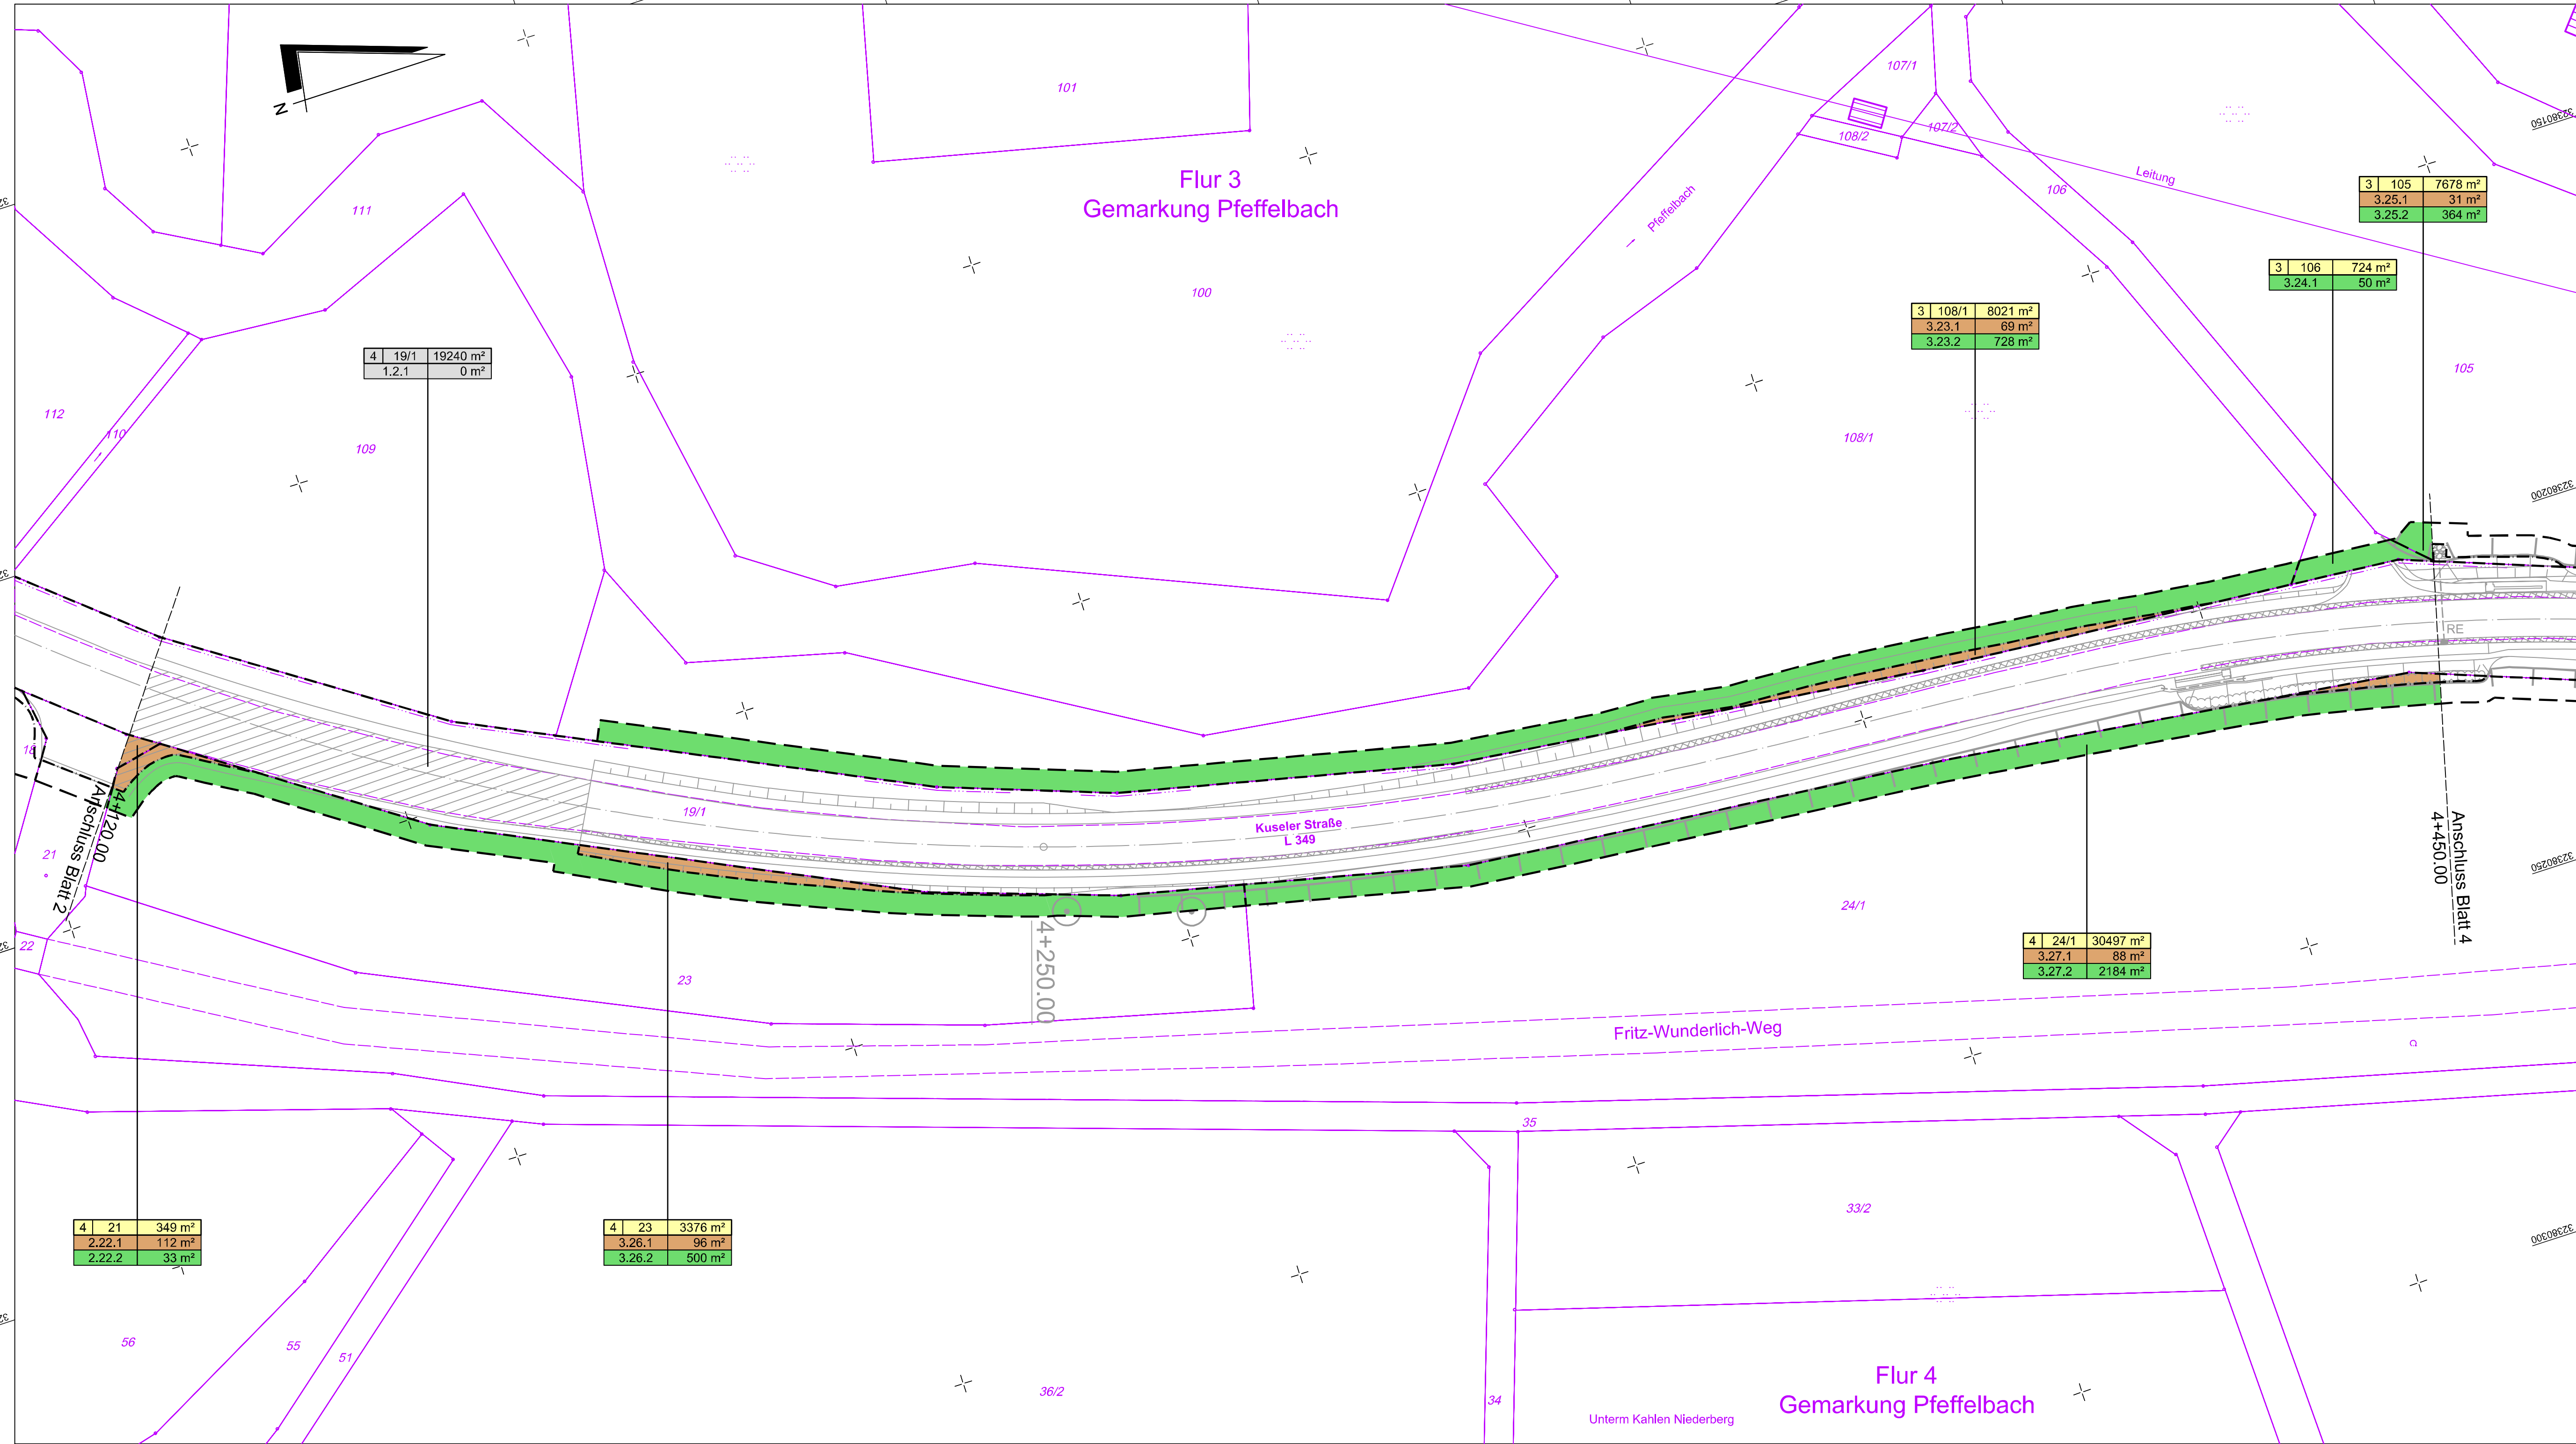 N
101
107/1
107/2
108/2
Leitung
106
32380150
Flur 3
Gemarkung Pfeffelbach
Pfeffelbach
111
100
3 105 7678 m²
3.25.1 31 m²
3.25.2 364 m²
3 106 724 m²
3.24.1 50 m²
3 108/1 8021 m²
3.23.1 69 m²
3.23.2 728 m²
4 19/1 19240 m²
1.2.1 0 m²
105
112
110
109
108/1
32380200
RE
18
19/1
Kuseler Straße
L 349
21
4+120.00
Anschluss Blatt 2
Anschluss Blatt 4
4+450.00
32380250
24/1
22
23
4+250.00
4 24/1 30497 m²
3.27.1 88 m²
3.27.2 2184 m²
Fritz-Wunderlich-Weg
35
4 21 349 m²
2.22.1 112 m²
2.22.2 33 m²
4 23 3376 m²
3.26.1 96 m²
3.26.2 500 m²
33/2
32380300
56
55
51
36/2
34
Flur 4
Gemarkung Pfeffelbach
Unterm Kahlen Niederberg